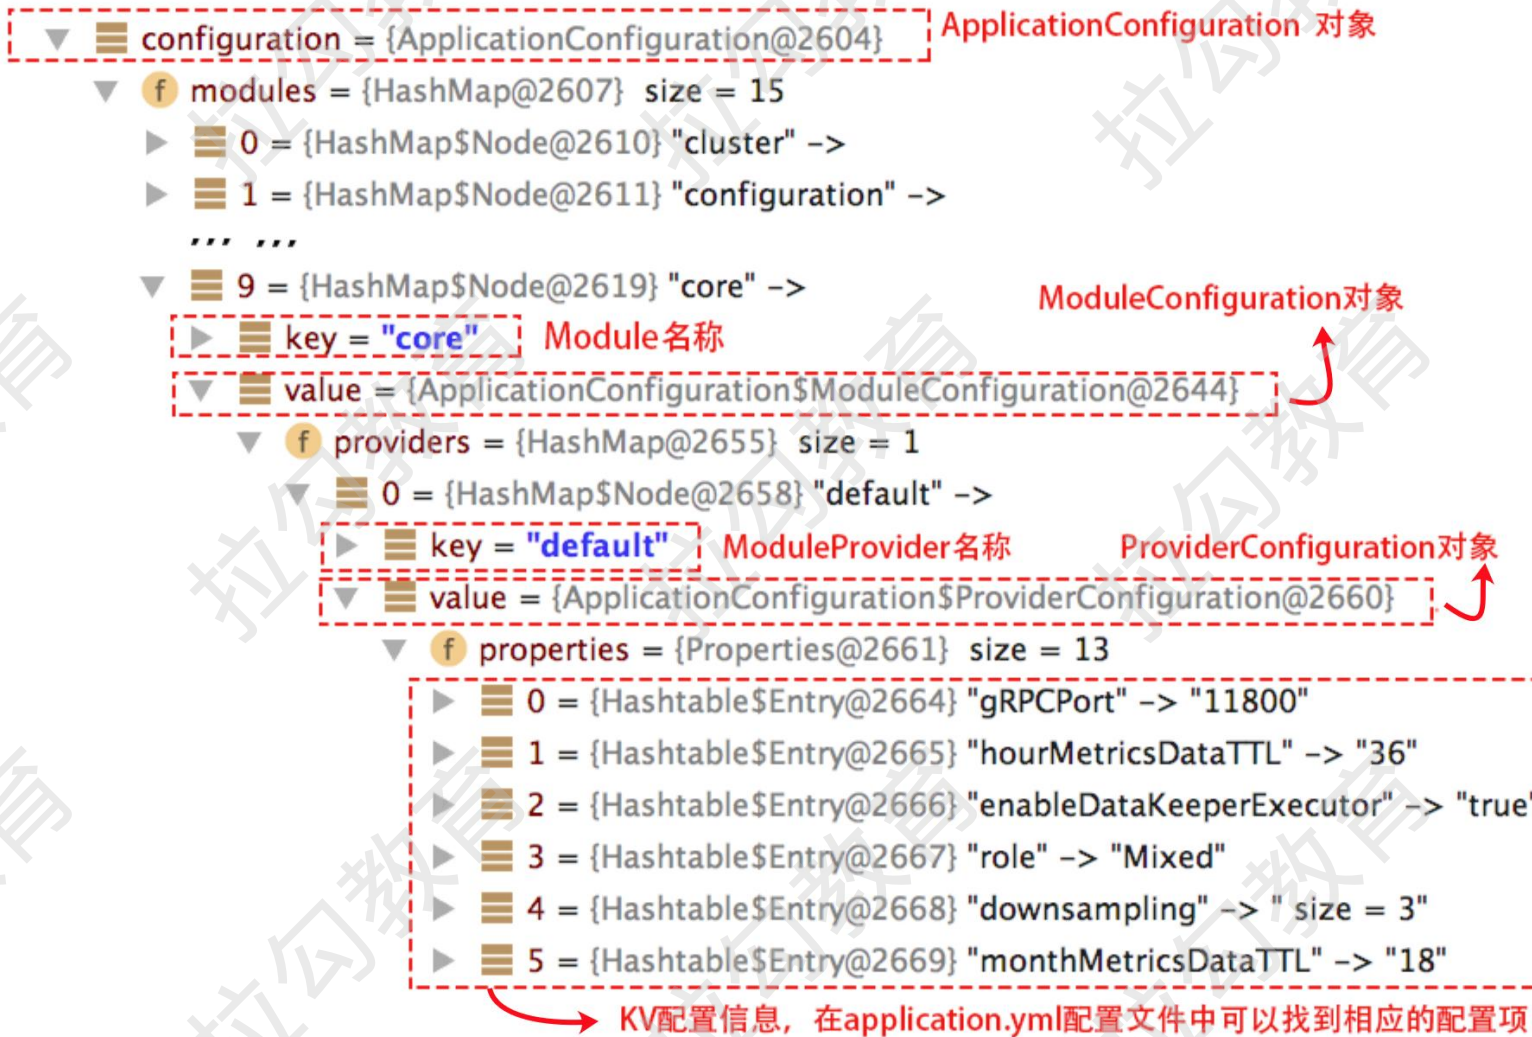 configuration = {ApplicationConfiguration@2604} ApplicationConfiguration 对象
f modules = {HashMap@2607} size = 15
0 = {HashMap$Node@2610} "cluster" ->
1 = {HashMap$Node@2611} "configuration" ->
... ...
9 = {HashMap$Node@2619} "core" ->
ModuleConfiguration对象
key = "core" Module名称
value = {ApplicationConfiguration$ModuleConfiguration@2644}
f providers = {HashMap@2655} size = 1
0 = {HashMap$Node@2658} "default" ->
key = "default" ModuleProvider名称 ProviderConfiguration对象
value = {ApplicationConfiguration$ProviderConfiguration@2660}
f properties = {Properties@2661} size = 13
0 = {Hashtable$Entry@2664} "gRPCPort" -> "11800"
1 = {Hashtable$Entry@2665} "hourMetricsDataTTL" -> "36"
2 = {Hashtable$Entry@2666} "enableDataKeeperExecutor" -> "true"
3 = {Hashtable$Entry@2667} "role" -> "Mixed"
4 = {Hashtable$Entry@2668} "downsampling" -> " size = 3"
5 = {Hashtable$Entry@2669} "monthMetricsDataTTL" -> "18"
KV配置信息，在application.yml配置文件中可以找到相应的配置项
拉勾教育